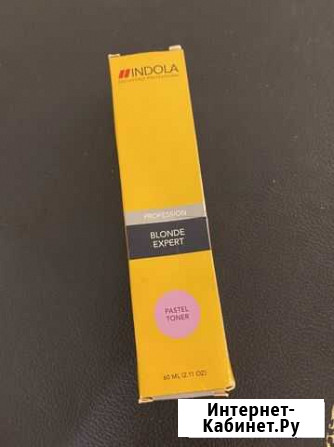 INDOLA
PROFESSION
BLONDE
EXPERT
PASTEL
TONER
60 ML (2.11 OZ)
Интернет-
Кабинет.Ру